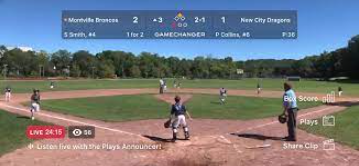 Montville Broncos 2 ▲3 2-1 1 New City Dragons
S Smith, #4 1 for 2 GAMECHANGER P Collins, #6 P:36
Box Score
Plays
LIVE 24:15 58
Listen live with the Plays Announcer! Share Clip